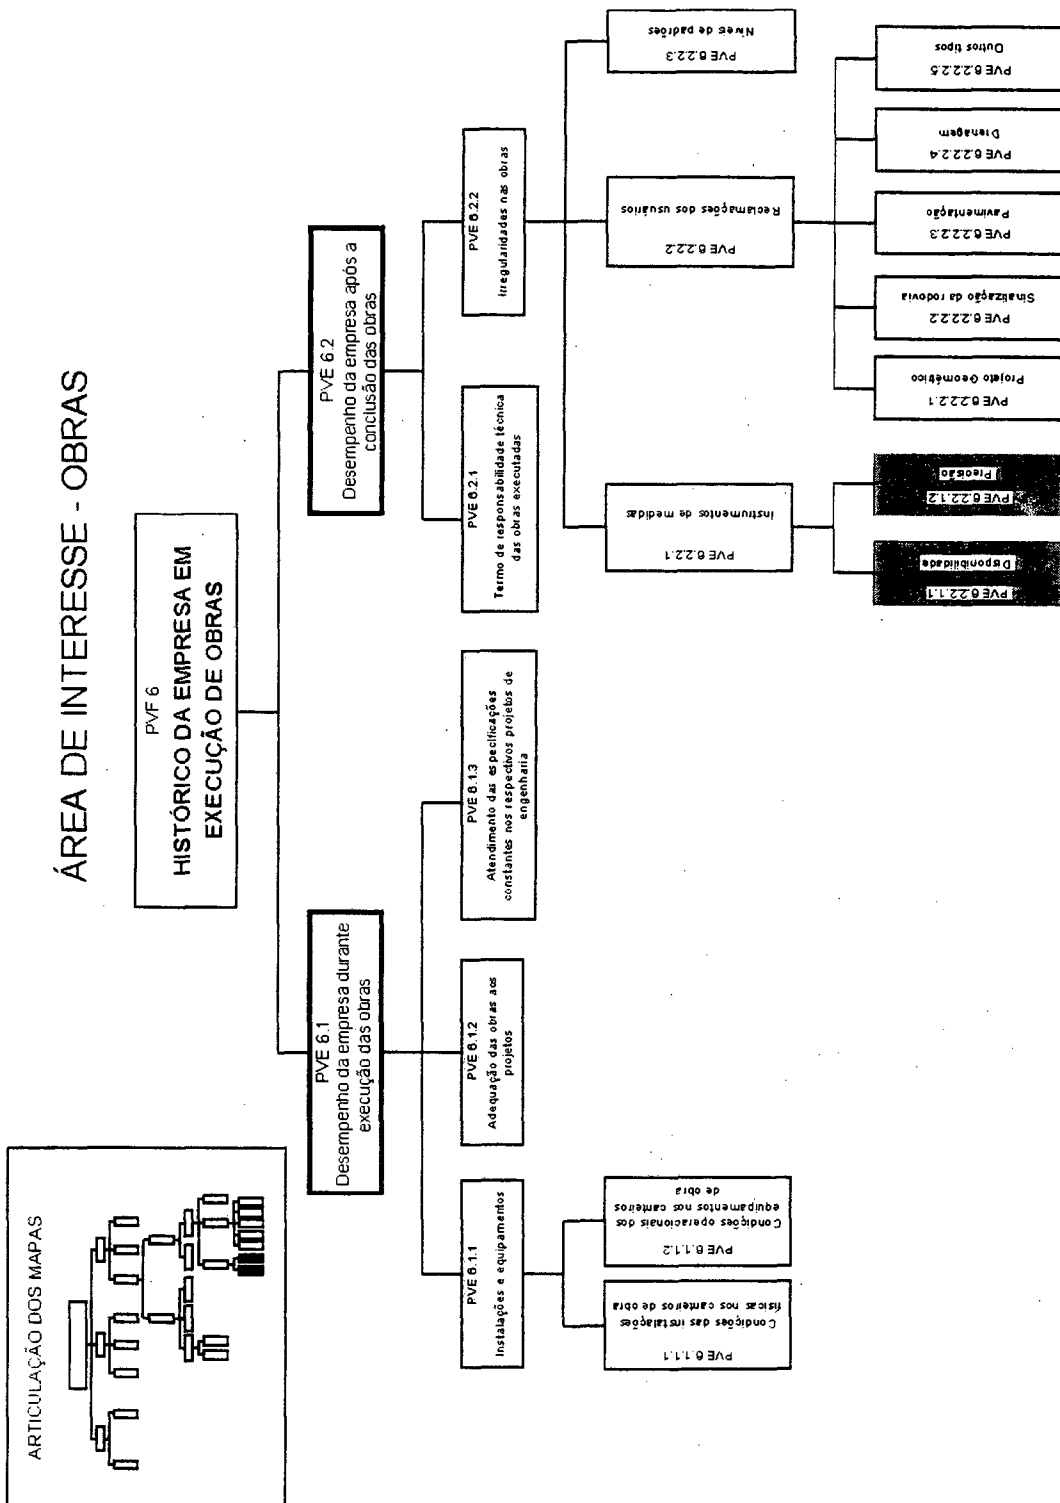 ÁREA DE INTERESSE - OBRAS
ARTICULAÇÃO DOS MAPAS
PVF 6
HISTÓRICO DA EMPRESA EM
EXECUÇÃO DE OBRAS
PVE 6.1
Desempenho da empresa durante
execução das obras
PVE 6.2
Desempenho da empresa após a
conclusão das obras
PVE 6.1.1
Instalações e equipamentos
PVE 6.1.2
Adequação das obras aos
projetos
PVE 6.1.3
Atendimento das especificações
constantes nos respectivos projetos de
engenharia
PVE 6.2.1
Termo de responsabilidade técnica
das obras executadas
PVE 6.2.2
Irregularidades nas obras
PVE 6.1.1.1
Condições das instalações
físicas nos canteiros de obra
PVE 6.1.1.2
Condições operacionais dos
equipamentos nos canteiros
de obra
PVE 6.2.2.1
Instrumentos de medidas
PVE 6.2.2.2
Reclamações dos usuários
PVE 6.2.2.3
Níveis de padrões
PVE 6.2.2.1.1
Disponibilidade
PVE 6.2.2.1.2
Precisão
PVE 6.2.2.2.1
Projeto Geométrico
PVE 6.2.2.2.2
Sinalização da rodovia
PVE 6.2.2.2.3
Pavimentação
PVE 6.2.2.2.4
Drenagem
PVE 6.2.2.2.5
Outros tipos